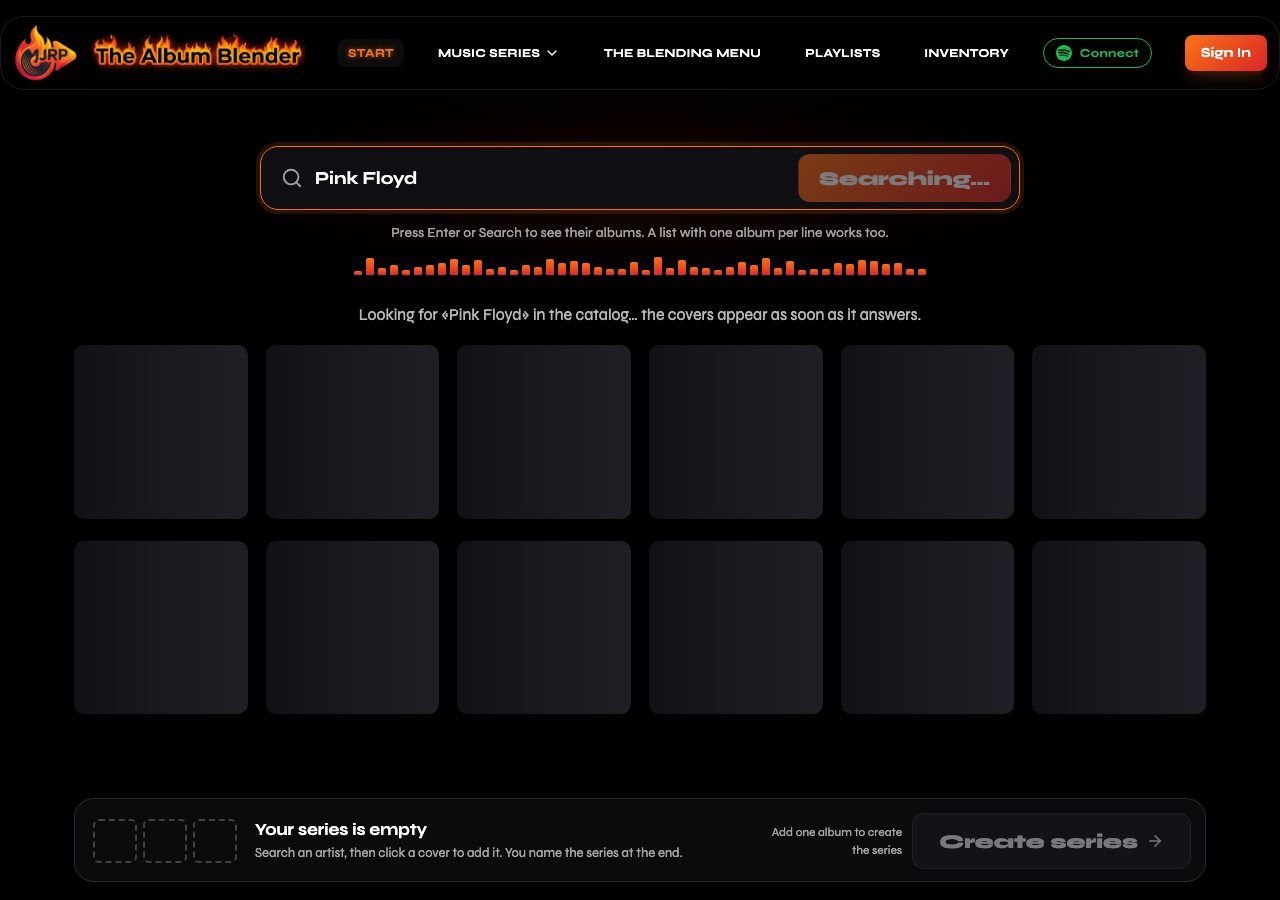 JRP
The Album Blender
START
MUSIC SERIES
THE BLENDING MENU
PLAYLISTS
INVENTORY
Connect
Sign In
Pink Floyd
Searching...
Press Enter or Search to see their albums. A list with one album per line works too.
Looking for «Pink Floyd» in the catalog... the covers appear as soon as it answers.
Your series is empty
Search an artist, then click a cover to add it. You name the series at the end.
Add one album to create
the series
Create series